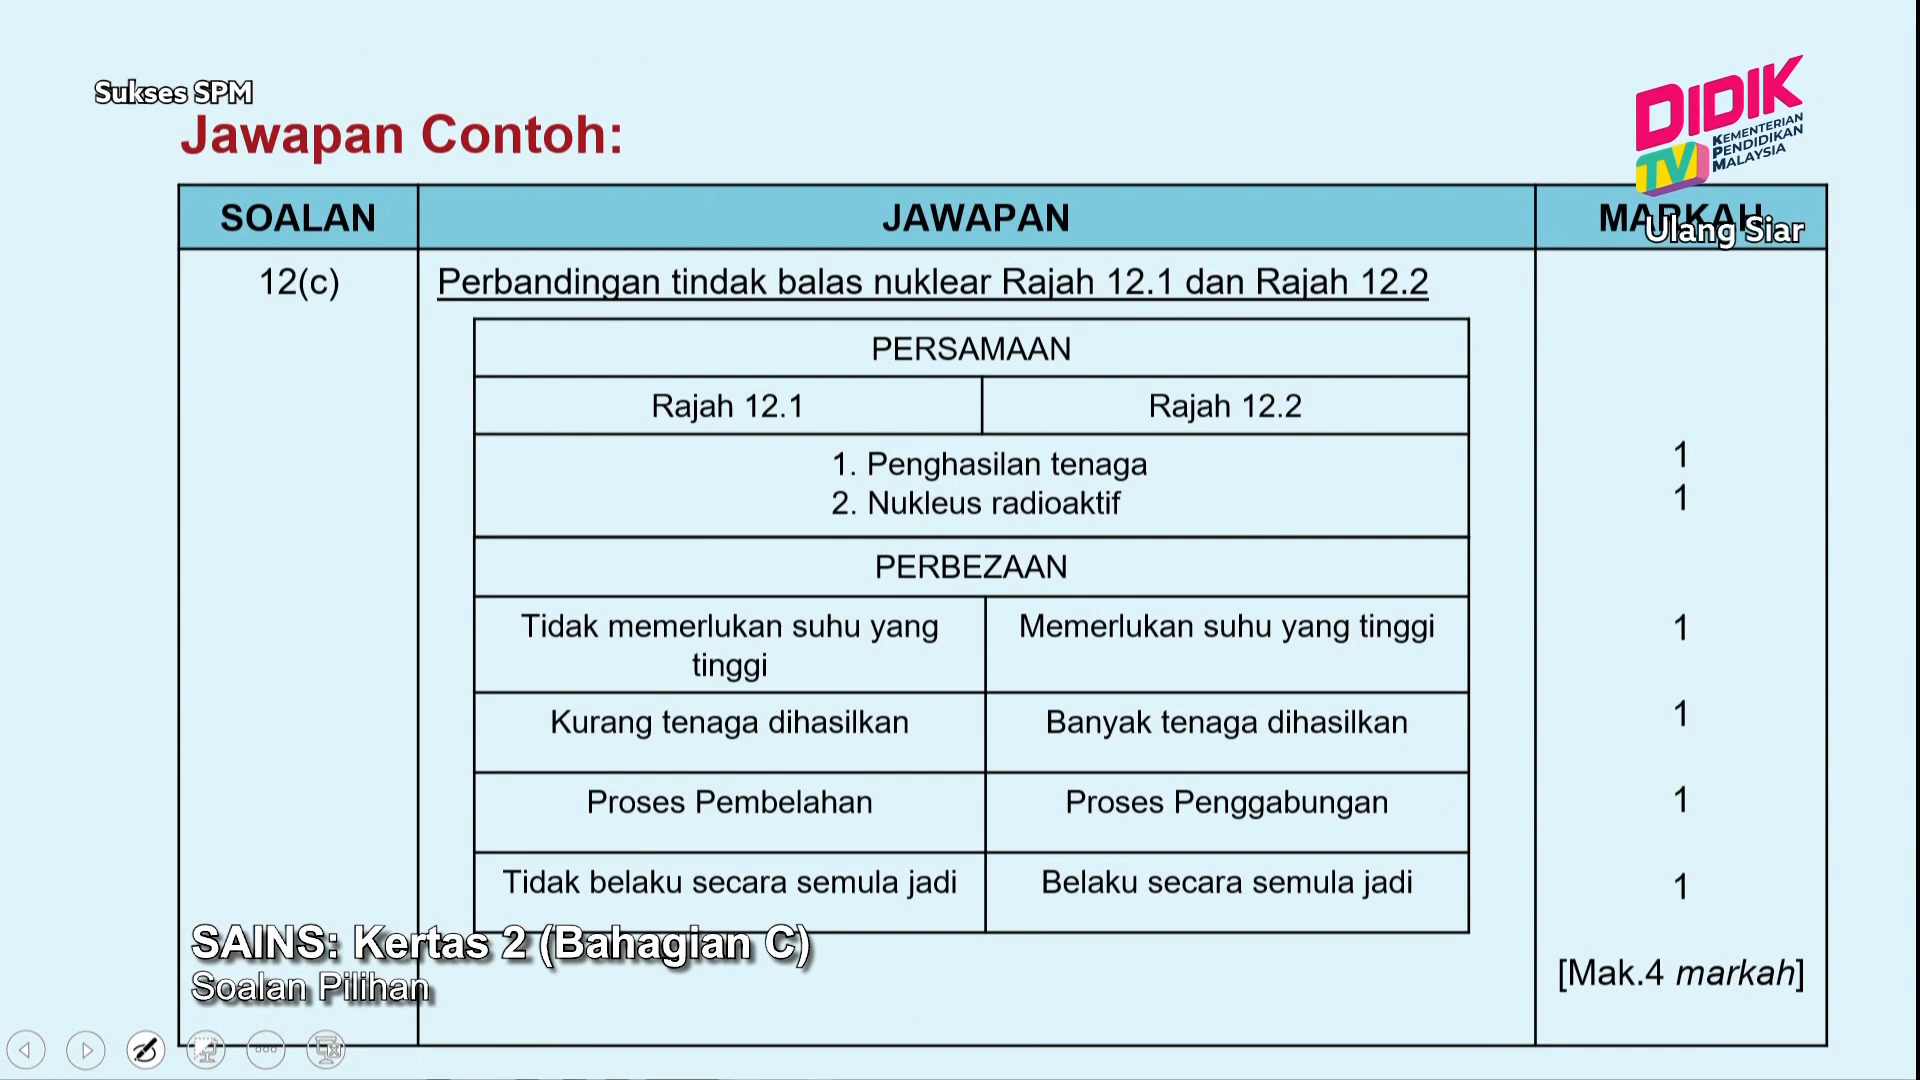 Sukses SPM
Jawapan Contoh:
DIDIK
TV
KEMENTERIAN
PENDIDIKAN
MALAYSIA
SOALAN
JAWAPAN
MARKAH
Ulang Siar
12(c)
Perbandingan tindak balas nuklear Rajah 12.1 dan Rajah 12.2
PERSAMAAN
Rajah 12.1
Rajah 12.2
1. Penghasilan tenaga
1
2. Nukleus radioaktif
1
PERBEZAAN
Tidak memerlukan suhu yang
tinggi
Memerlukan suhu yang tinggi
1
Kurang tenaga dihasilkan
Banyak tenaga dihasilkan
1
Proses Pembelahan
Proses Penggabungan
1
Tidak belaku secara semula jadi
Belaku secara semula jadi
1
SAINS: Kertas 2 (Bahagian C)
Soalan Pilihan
[Mak.4 markah]